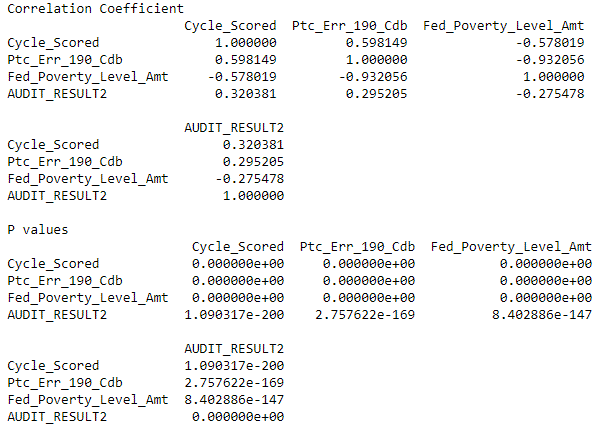 Correlation Coefficient
Cycle_Scored Ptc_Err_190_Cdb Fed_Poverty_Level_Amt
Cycle_Scored 1.000000 0.598149 -0.578019
Ptc_Err_190_Cdb 0.598149 1.000000 -0.932056
Fed_Poverty_Level_Amt -0.578019 -0.932056 1.000000
AUDIT_RESULT2 0.320381 0.295205 -0.275478
AUDIT_RESULT2
Cycle_Scored 0.320381
Ptc_Err_190_Cdb 0.295205
Fed_Poverty_Level_Amt -0.275478
AUDIT_RESULT2 1.000000
P values
Cycle_Scored Ptc_Err_190_Cdb Fed_Poverty_Level_Amt
Cycle_Scored 0.000000e+00 0.000000e+00 0.000000e+00
Ptc_Err_190_Cdb 0.000000e+00 0.000000e+00 0.000000e+00
Fed_Poverty_Level_Amt 0.000000e+00 0.000000e+00 0.000000e+00
AUDIT_RESULT2 1.090317e-200 2.757622e-169 8.402886e-147
AUDIT_RESULT2
Cycle_Scored 1.090317e-200
Ptc_Err_190_Cdb 2.757622e-169
Fed_Poverty_Level_Amt 8.402886e-147
AUDIT_RESULT2 0.000000e+00